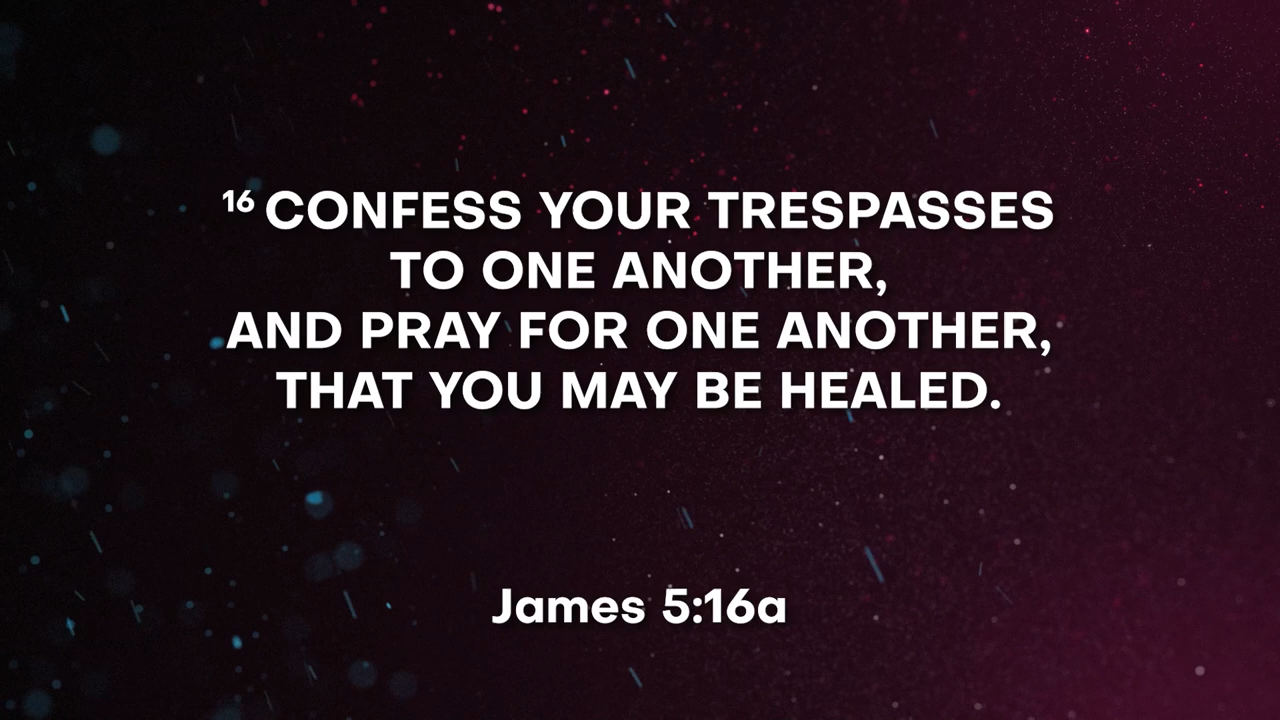 ¹⁶ CONFESS YOUR TRESPASSES
TO ONE ANOTHER,
AND PRAY FOR ONE ANOTHER,
THAT YOU MAY BE HEALED.
James 5:16a